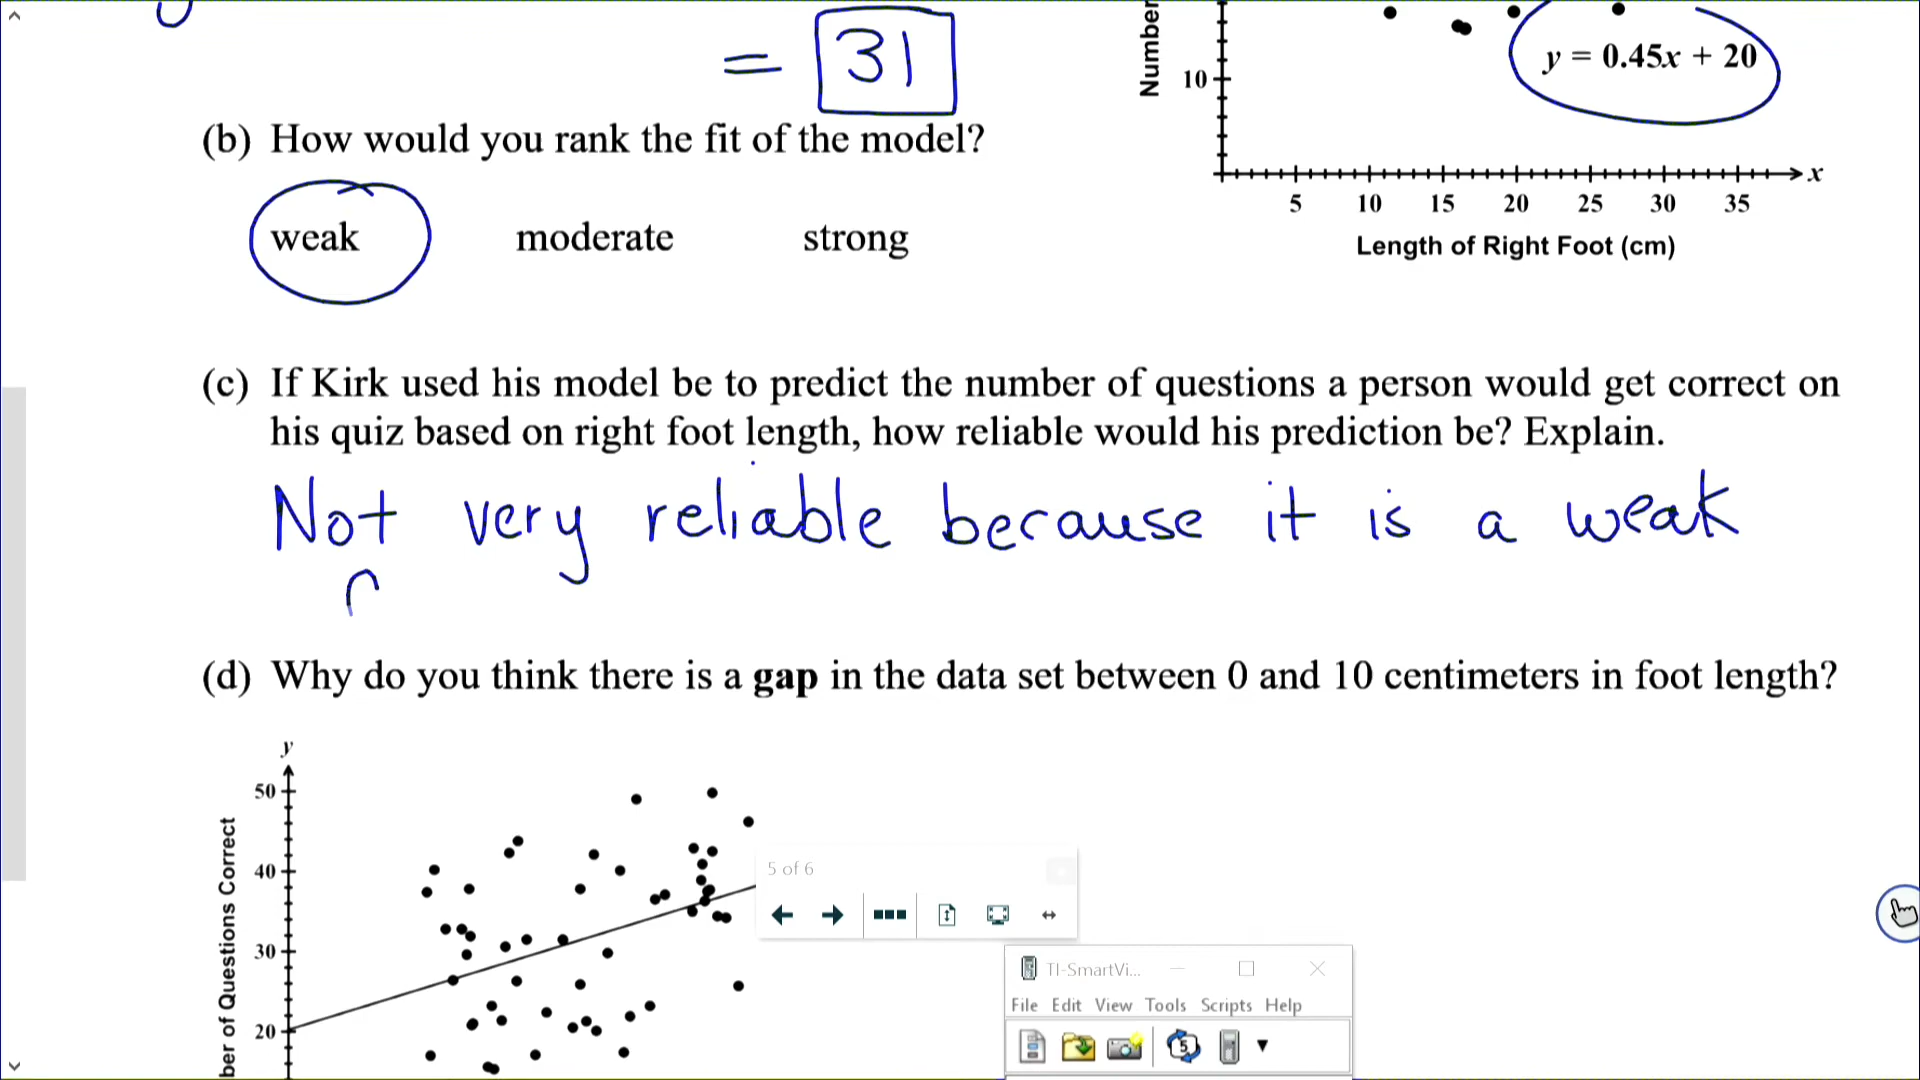 = 31
Number
10
y = 0.45x + 20
x
5 10 15 20 25 30 35
Length of Right Foot (cm)
(b) How would you rank the fit of the model?
weak moderate strong
(c) If Kirk used his model be to predict the number of questions a person would get correct on
his quiz based on right foot length, how reliable would his prediction be? Explain.
Not very reliable because it is a weak
(d) Why do you think there is a gap in the data set between 0 and 10 centimeters in foot length?
y
50
40
30
20
ber of Questions Correct
5 of 6
TI-SmartVi...
File Edit View Tools Scripts Help
5